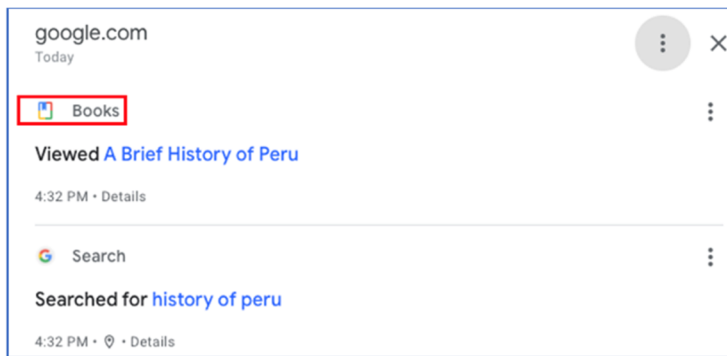 google.com
Today
Books
Viewed A Brief History of Peru
4:32 PM • Details
Search
Searched for history of peru
4:32 PM • • Details